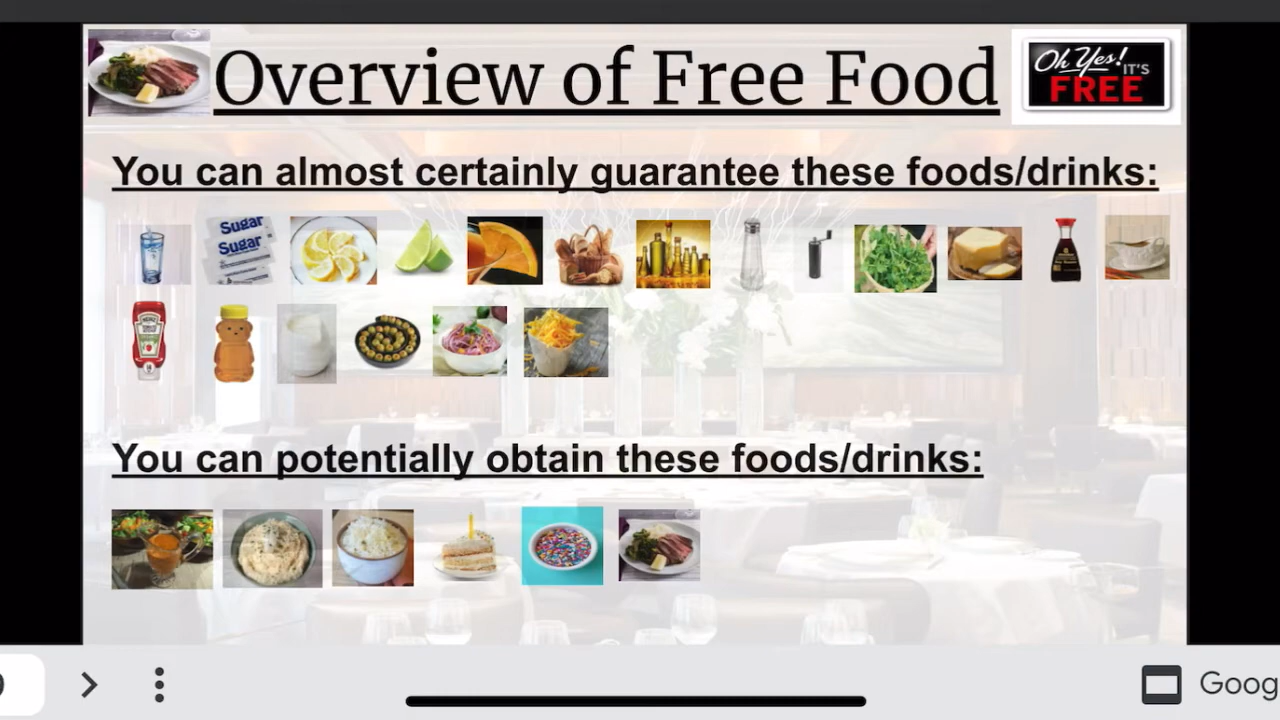 Overview of Free Food
Oh Yes! IT'S
FREE
You can almost certainly guarantee these foods/drinks:
Sugar
Sugar
HEINZ
You can potentially obtain these foods/drinks:
Goog